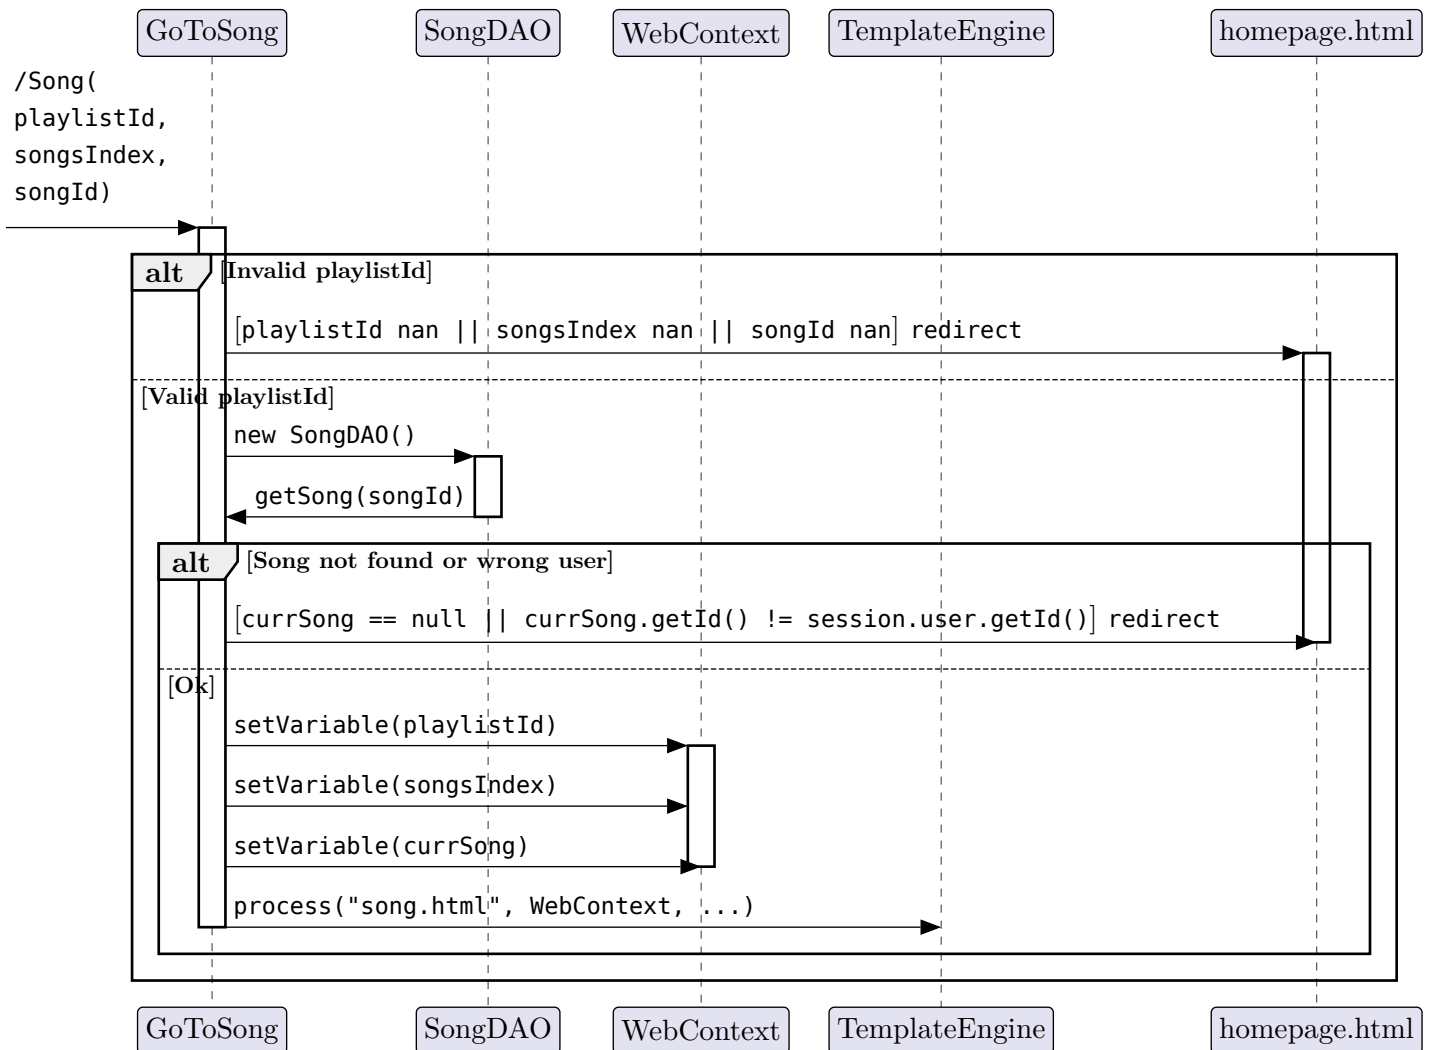 GoToSong SongDAO WebContext TemplateEngine homepage.html
/Song(
playlistId,
songsIndex,
songId)
alt [Invalid playlistId]
[playlistId nan || songsIndex nan || songId nan] redirect
[Valid playlistId]
new SongDAO()
getSong(songId)
alt [Song not found or wrong user]
[currSong == null || currSong.getId() != session.user.getId()] redirect
[Ok]
setVariable(playlistId)
setVariable(songsIndex)
setVariable(currSong)
process("song.html", WebContext, ...)
GoToSong SongDAO WebContext TemplateEngine homepage.html